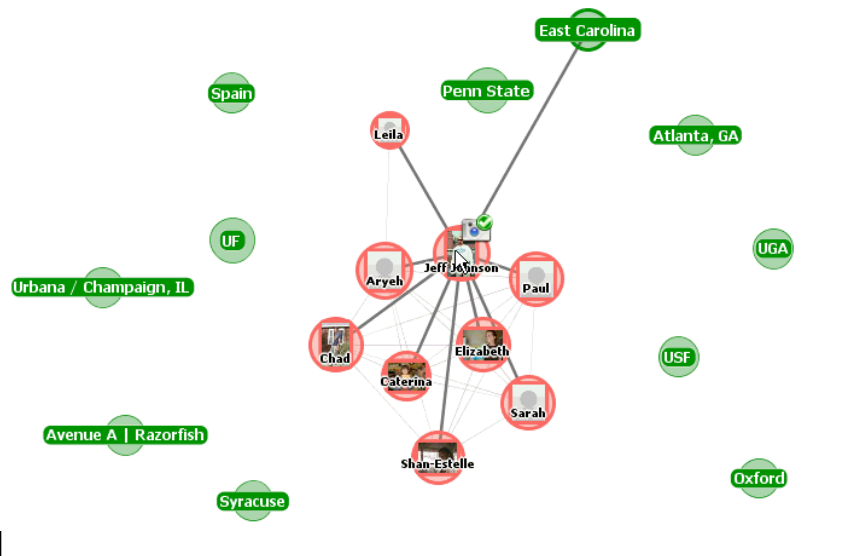 East Carolina
Penn State
Spain
Leila
Atlanta, GA
UF
UGA
Jeff Johnson
Aryeh
Paul
Urbana / Champaign, IL
Elizabeth
Chad
USF
Caterina
Sarah
Avenue A | Razorfish
Shan-Estelle
Oxford
Syracuse